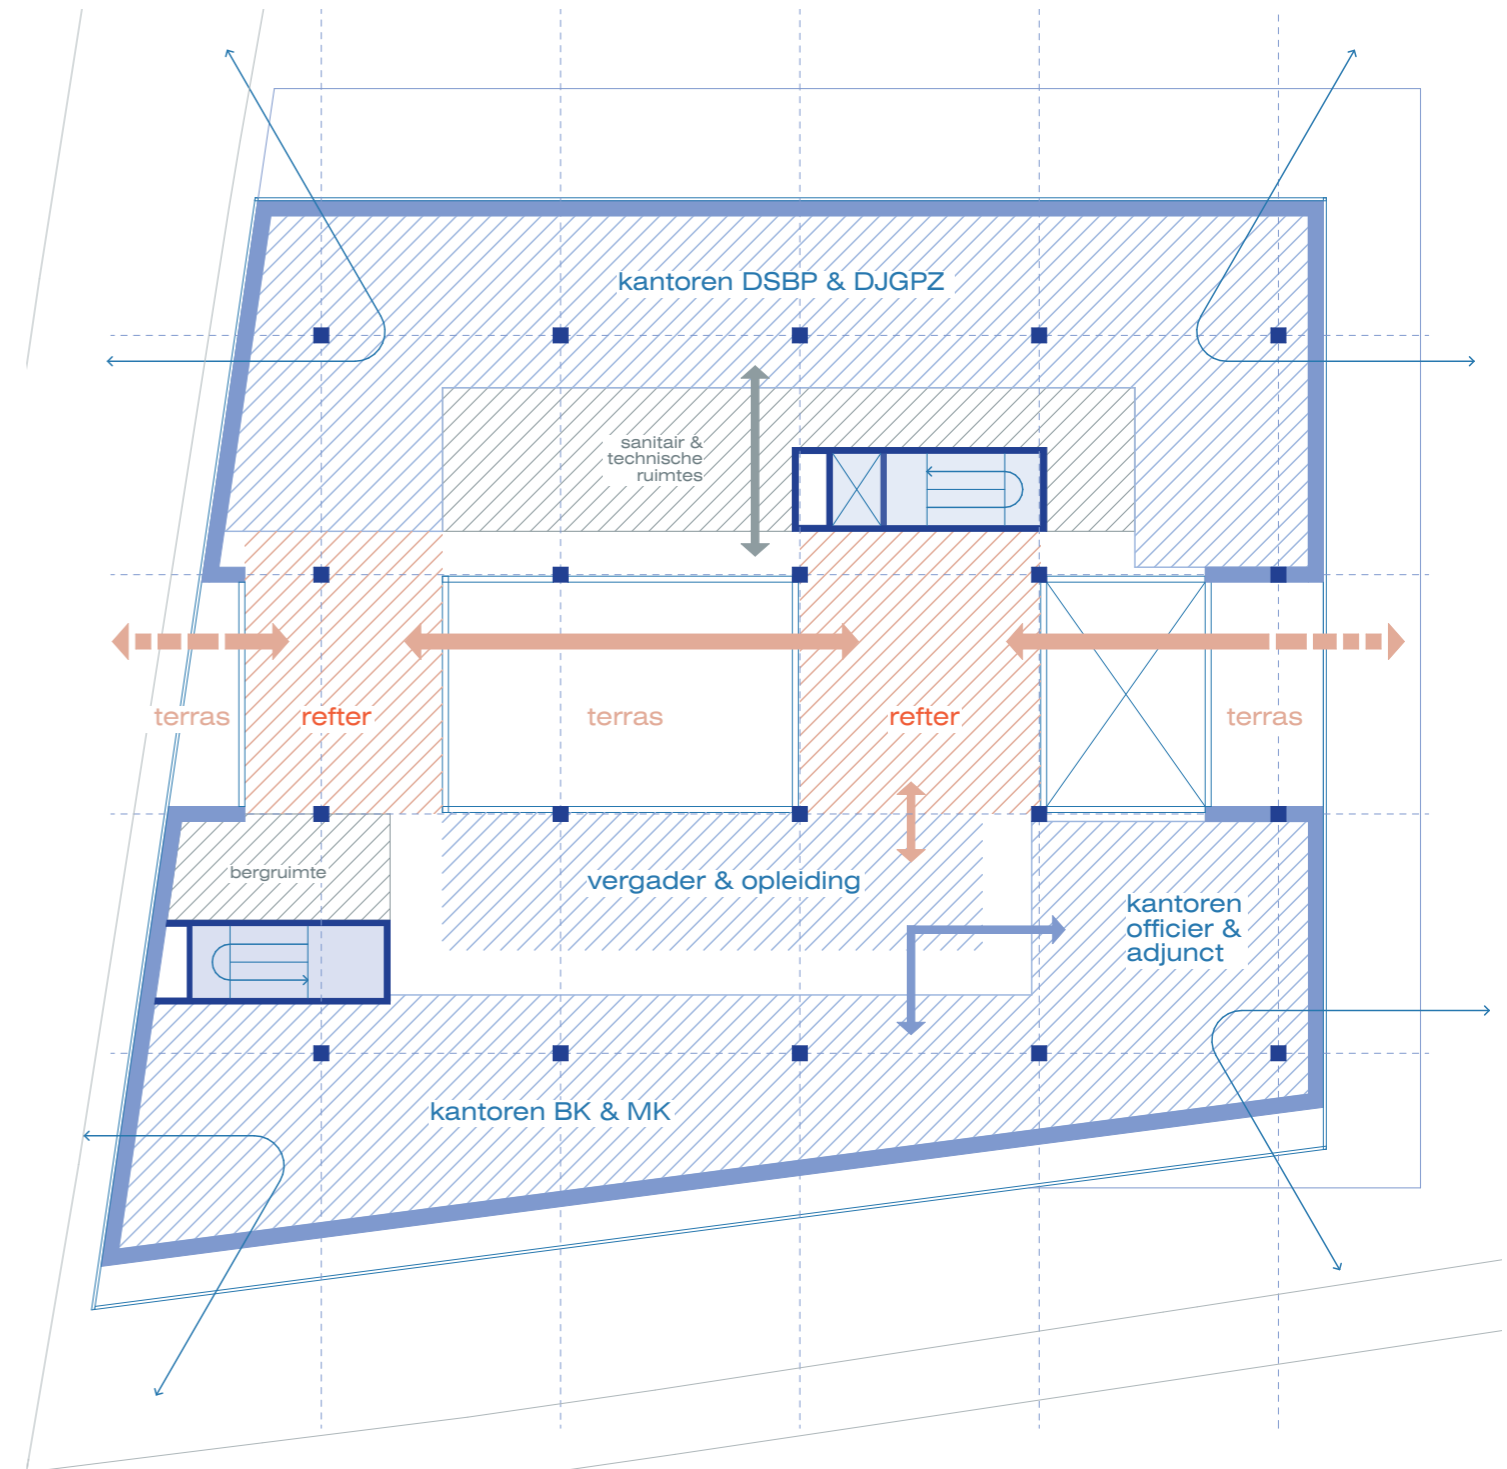 kantoren DSBP & DJGPZ
sanitair &
technische
ruimtes
terras
refter
terras
refter
terras
bergruimte
vergader & opleiding
kantoren
officier &
adjunct
kantoren BK & MK